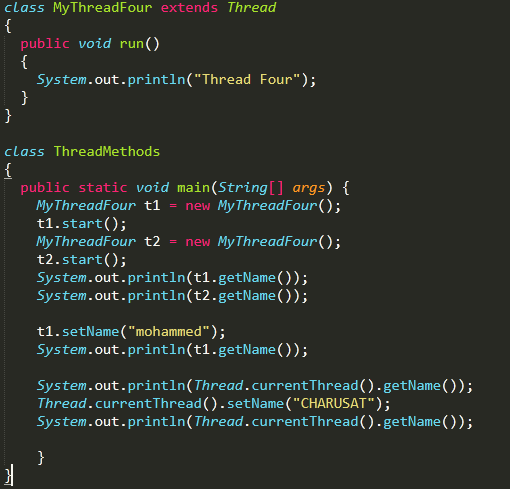 class MyThreadFour extends Thread
{
  public void run()
  {
    System.out.println("Thread Four");
  }
}

class ThreadMethods
{
  public static void main(String[] args) {
    MyThreadFour t1 = new MyThreadFour();
    t1.start();
    MyThreadFour t2 = new MyThreadFour();
    t2.start();
    System.out.println(t1.getName());
    System.out.println(t2.getName());

    t1.setName("mohammed");
    System.out.println(t1.getName());

    System.out.println(Thread.currentThread().getName());
    Thread.currentThread().setName("CHARUSAT");
    System.out.println(Thread.currentThread().getName());

    }
}